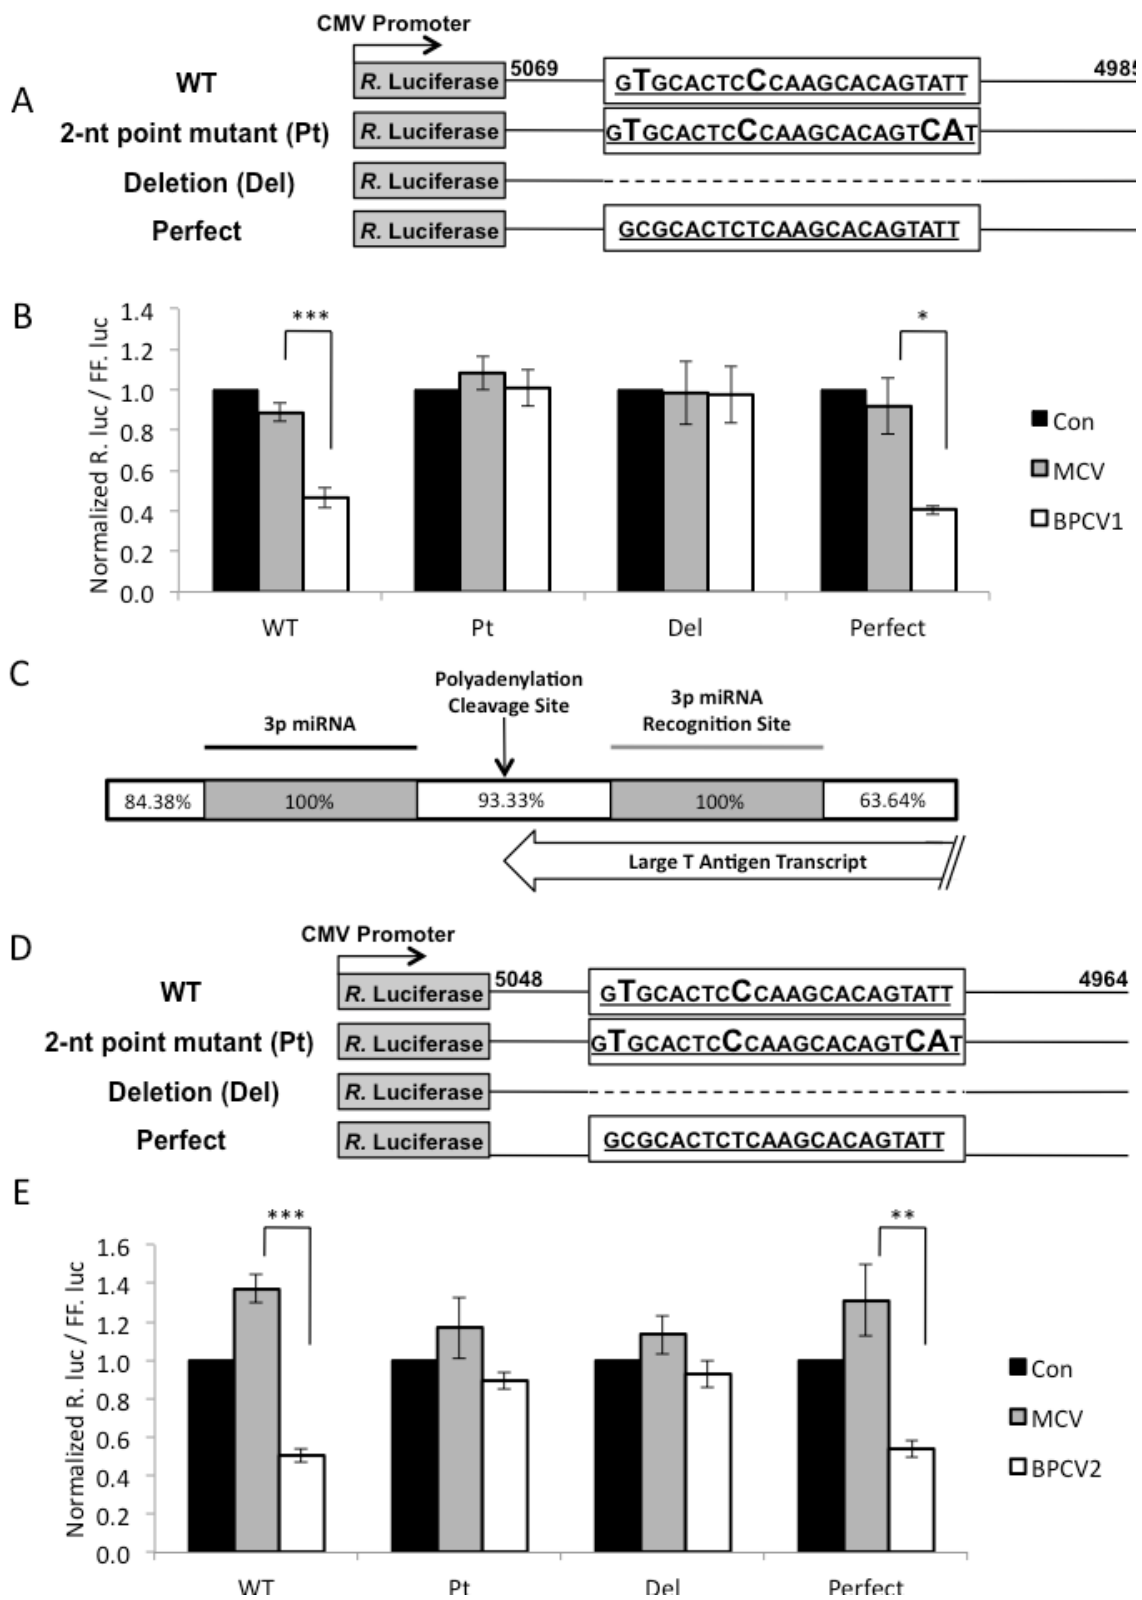 A
CMV Promoter
WT
R. Luciferase
5069
GTGCACTCCCAAGCACAGTATT
4985
2-nt point mutant (Pt)
R. Luciferase
GTGCACTCCCAAGCACAGTCAT
Deletion (Del)
R. Luciferase
Perfect
R. Luciferase
GCGCACTCTCAAGCACAGTATT
B
Normalized R. luc / FF. luc
1.4
1.2
1.0
0.8
0.6
0.4
0.2
0.0
***
*
WT
Pt
Del
Perfect
Con
MCV
BPCV1
C
3p miRNA
Polyadenylation
Cleavage Site
3p miRNA
Recognition Site
84.38%
100%
93.33%
100%
63.64%
Large T Antigen Transcript
D
CMV Promoter
WT
R. Luciferase
5048
GTGCACTCCCAAGCACAGTATT
4964
2-nt point mutant (Pt)
R. Luciferase
GTGCACTCCCAAGCACAGTCAT
Deletion (Del)
R. Luciferase
Perfect
R. Luciferase
GCGCACTCTCAAGCACAGTATT
E
Normalized R. luc / FF. luc
1.6
1.4
1.2
1.0
0.8
0.6
0.4
0.2
0.0
***
**
WT
Pt
Del
Perfect
Con
MCV
BPCV2